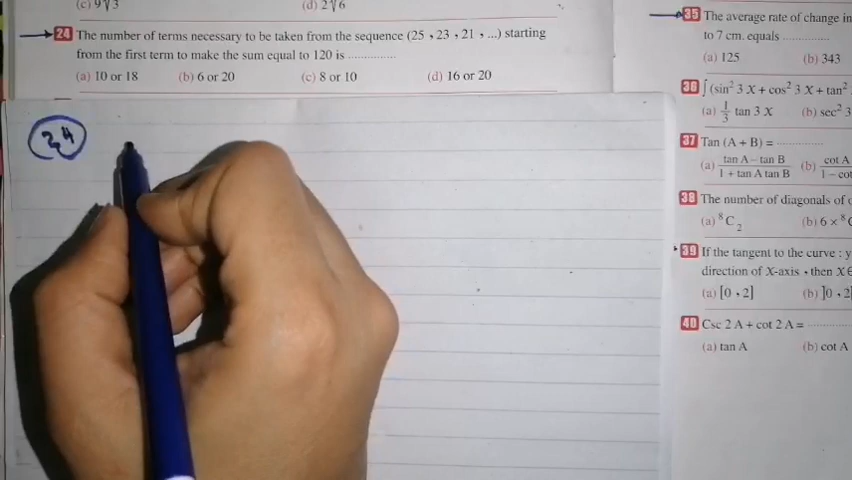 (c) 9∛3 (d) 2∛6
24 The number of terms necessary to be taken from the sequence (25 , 23 , 21 , ...) starting
from the first term to make the sum equal to 120 is ...............
(a) 10 or 18 (b) 6 or 20 (c) 8 or 10 (d) 16 or 20
24
35 The average rate of change in
to 7 cm. equals ...............
(a) 125 (b) 343
36 ∫ (sin² 3 X + cos² 3 X + tan²
(a) 1/3 tan 3 X (b) sec² 3
37 Tan (A + B) = ...............
(a) tan A – tan B / 1 + tan A tan B (b) cot A / 1 – cot
38 The number of diagonals of
(a) ⁸C₂ (b) 6 × ⁸
39 If the tangent to the curve : y
direction of X-axis , then X ∈
(a) [0 , 2] (b) ]0 , 2
40 Csc 2 A + cot 2 A = ...............
(a) tan A (b) cot A